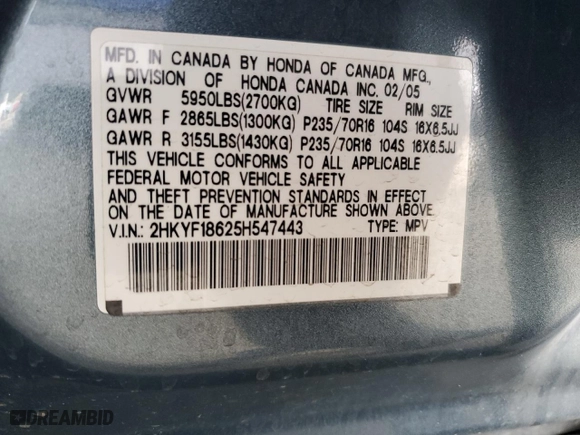 MFD. IN CANADA BY HONDA OF CANADA MFG.,
A DIVISION OF HONDA CANADA INC. 02/05
GVWR 5950LBS(2700KG) TIRE SIZE RIM SIZE
GAWR F 2865LBS(1300KG) P235/70R16 104S 16X6.5JJ
GAWR R 3155LBS(1430KG) P235/70R16 104S 16X6.5JJ
THIS VEHICLE CONFORMS TO ALL APPLICABLE
FEDERAL MOTOR VEHICLE SAFETY
AND THEFT PREVENTION STANDARDS IN EFFECT
ON THE DATE OF MANUFACTURE SHOWN ABOVE.
V.I.N.: 2HKYF18625H547443 TYPE: MPV
DREAMBID